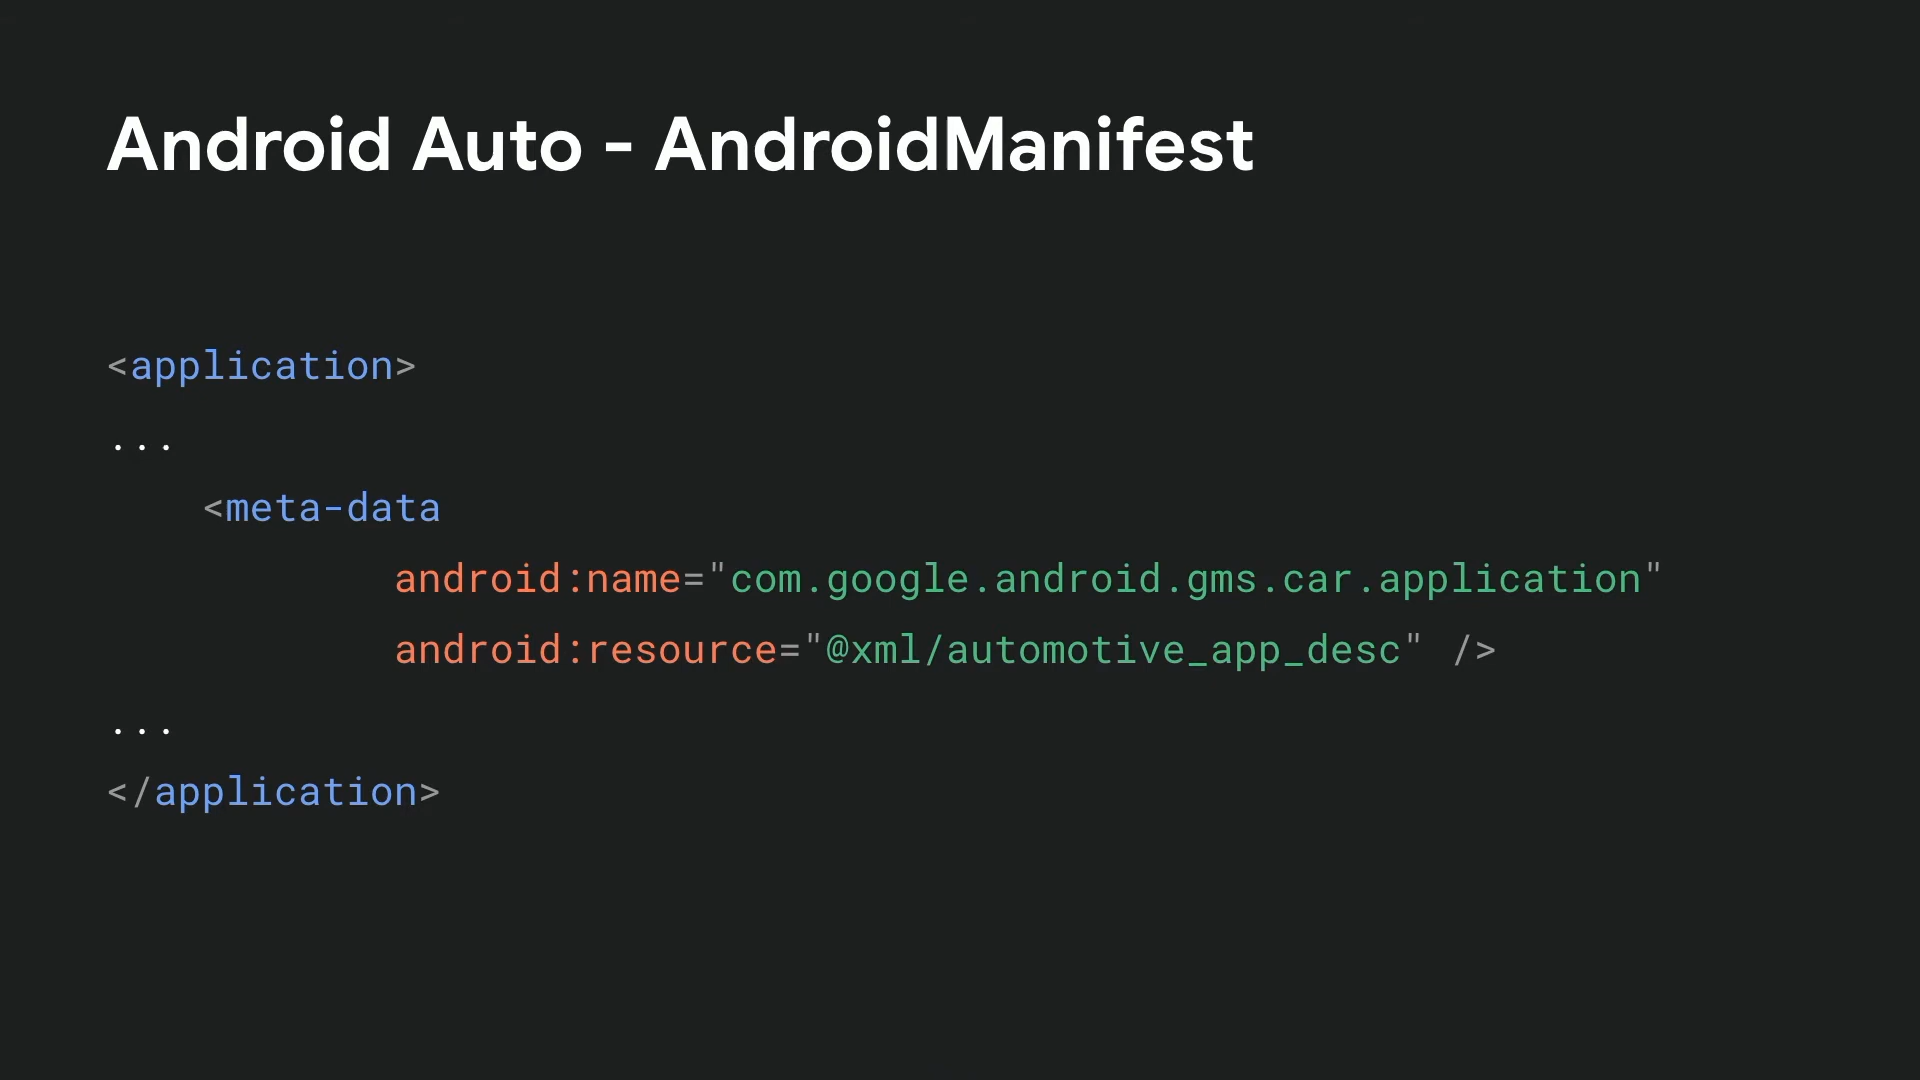 Android Auto - AndroidManifest
<application>
...
<meta-data
android:name="com.google.android.gms.car.application"
android:resource="@xml/automotive_app_desc" />
...
</application>